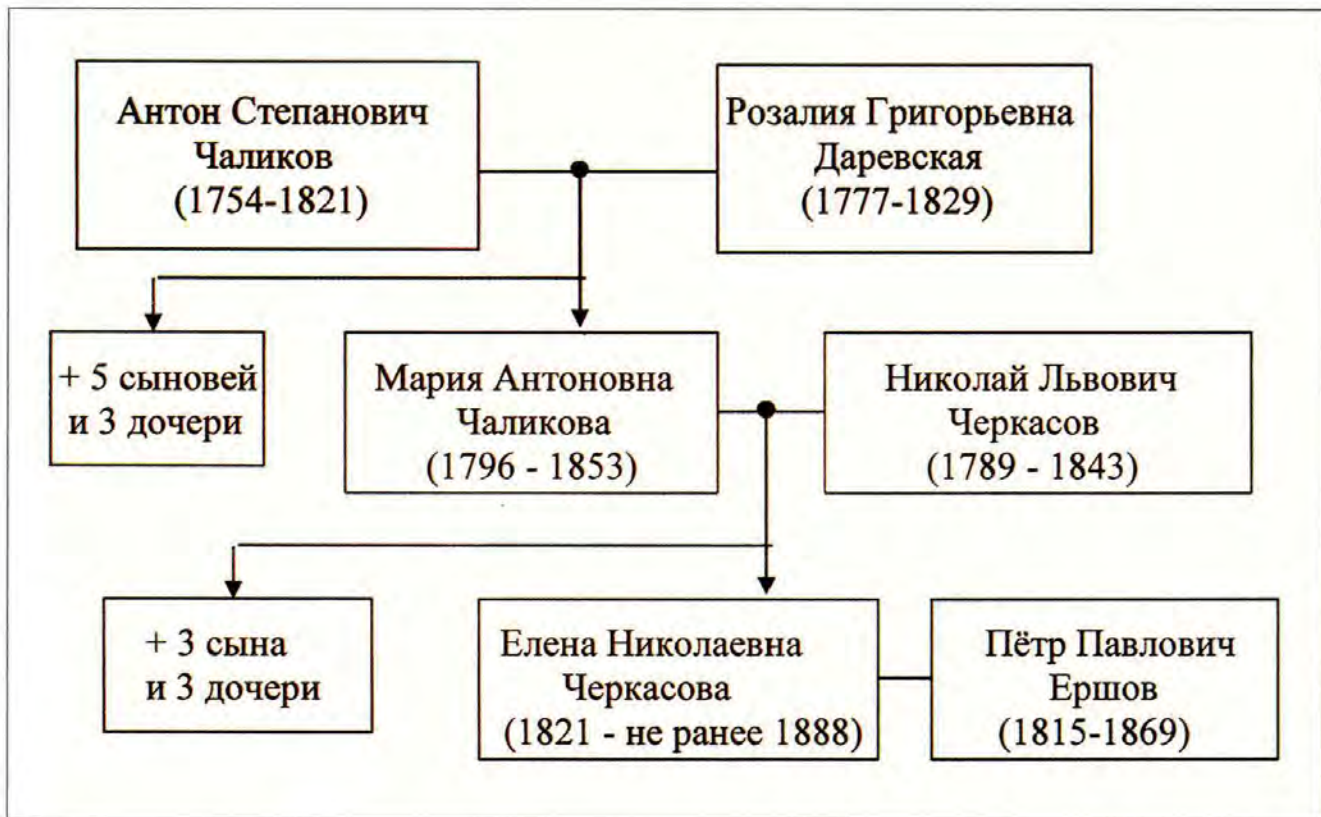 Антон Степанович
Чаликов
(1754-1821)
Розалия Григорьевна
Даревская
(1777-1829)
+ 5 сыновей
и 3 дочери
Мария Антоновна
Чаликова
(1796 - 1853)
Николай Львович
Черкасов
(1789 - 1843)
+ 3 сына
и 3 дочери
Елена Николаевна
Черкасова
(1821 - не ранее 1888)
Пётр Павлович
Ершов
(1815-1869)